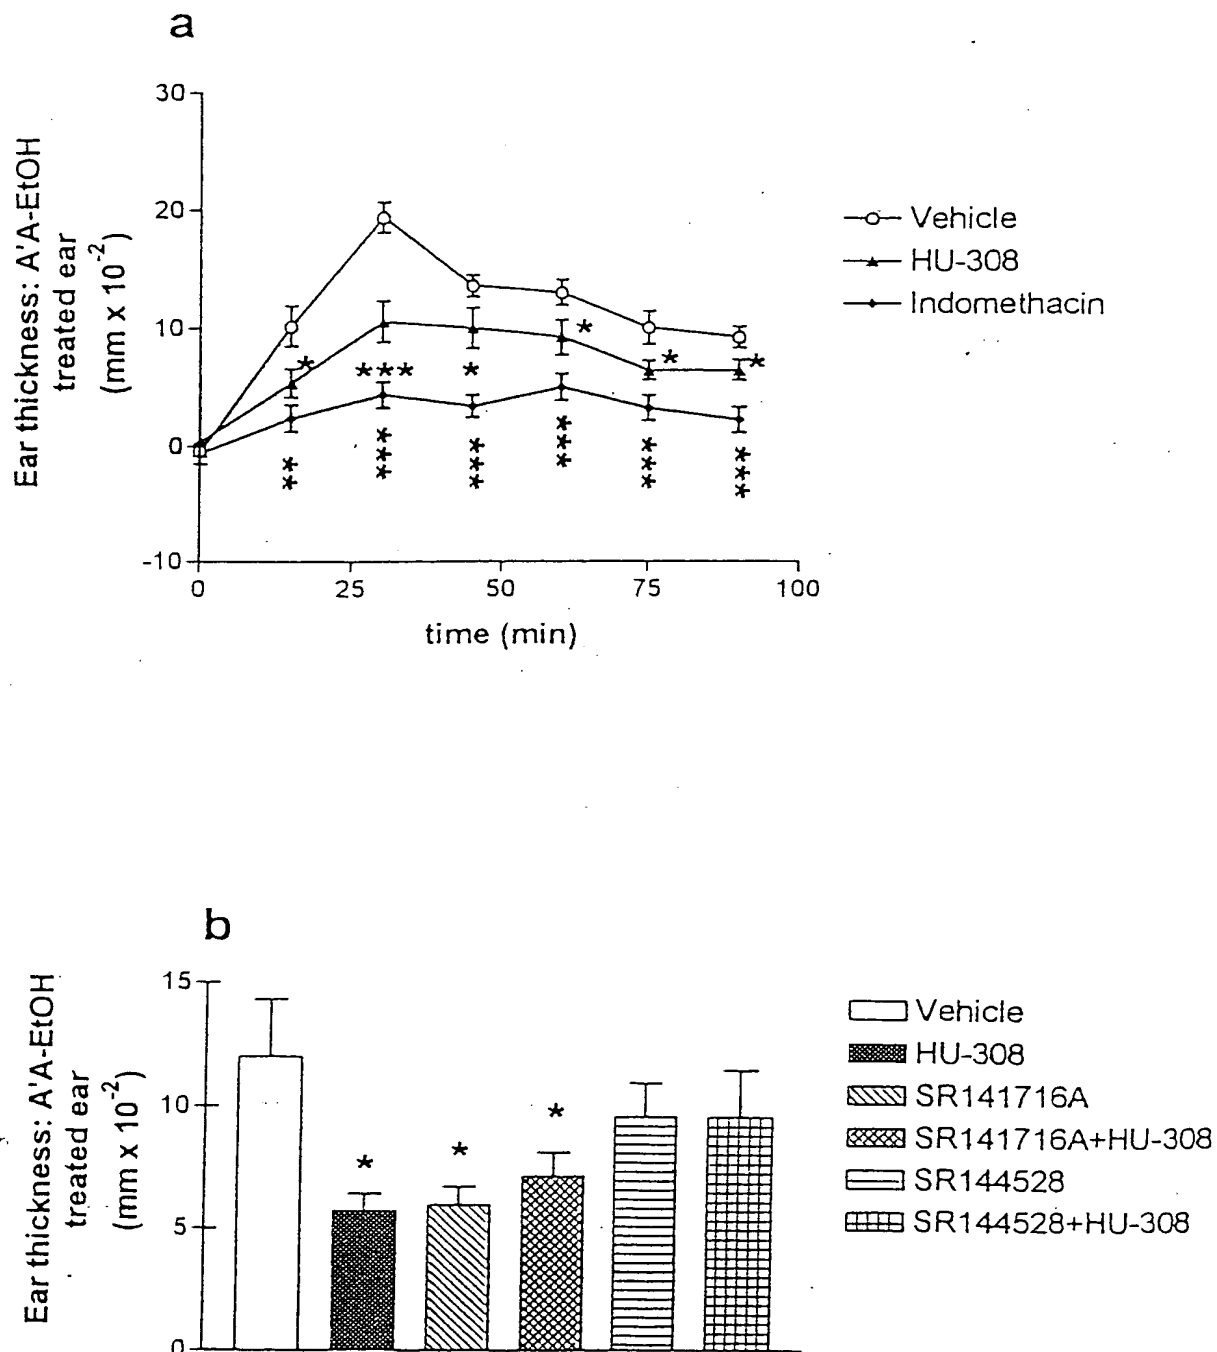 a
Ear thickness: A'A-EtOH
treated ear
(mm x 10-2)
30
20
10
0
-10
0 25 50 75 100
time (min)
Vehicle
HU-308
Indomethacin
*
***
*
*
*
*
**
***
***
***
***
***
b
Ear thickness: A'A-EtOH
treated ear
(mm x 10-2)
15
10
5
0
*
*
*
Vehicle
HU-308
SR141716A
SR141716A+HU-308
SR144528
SR144528+HU-308